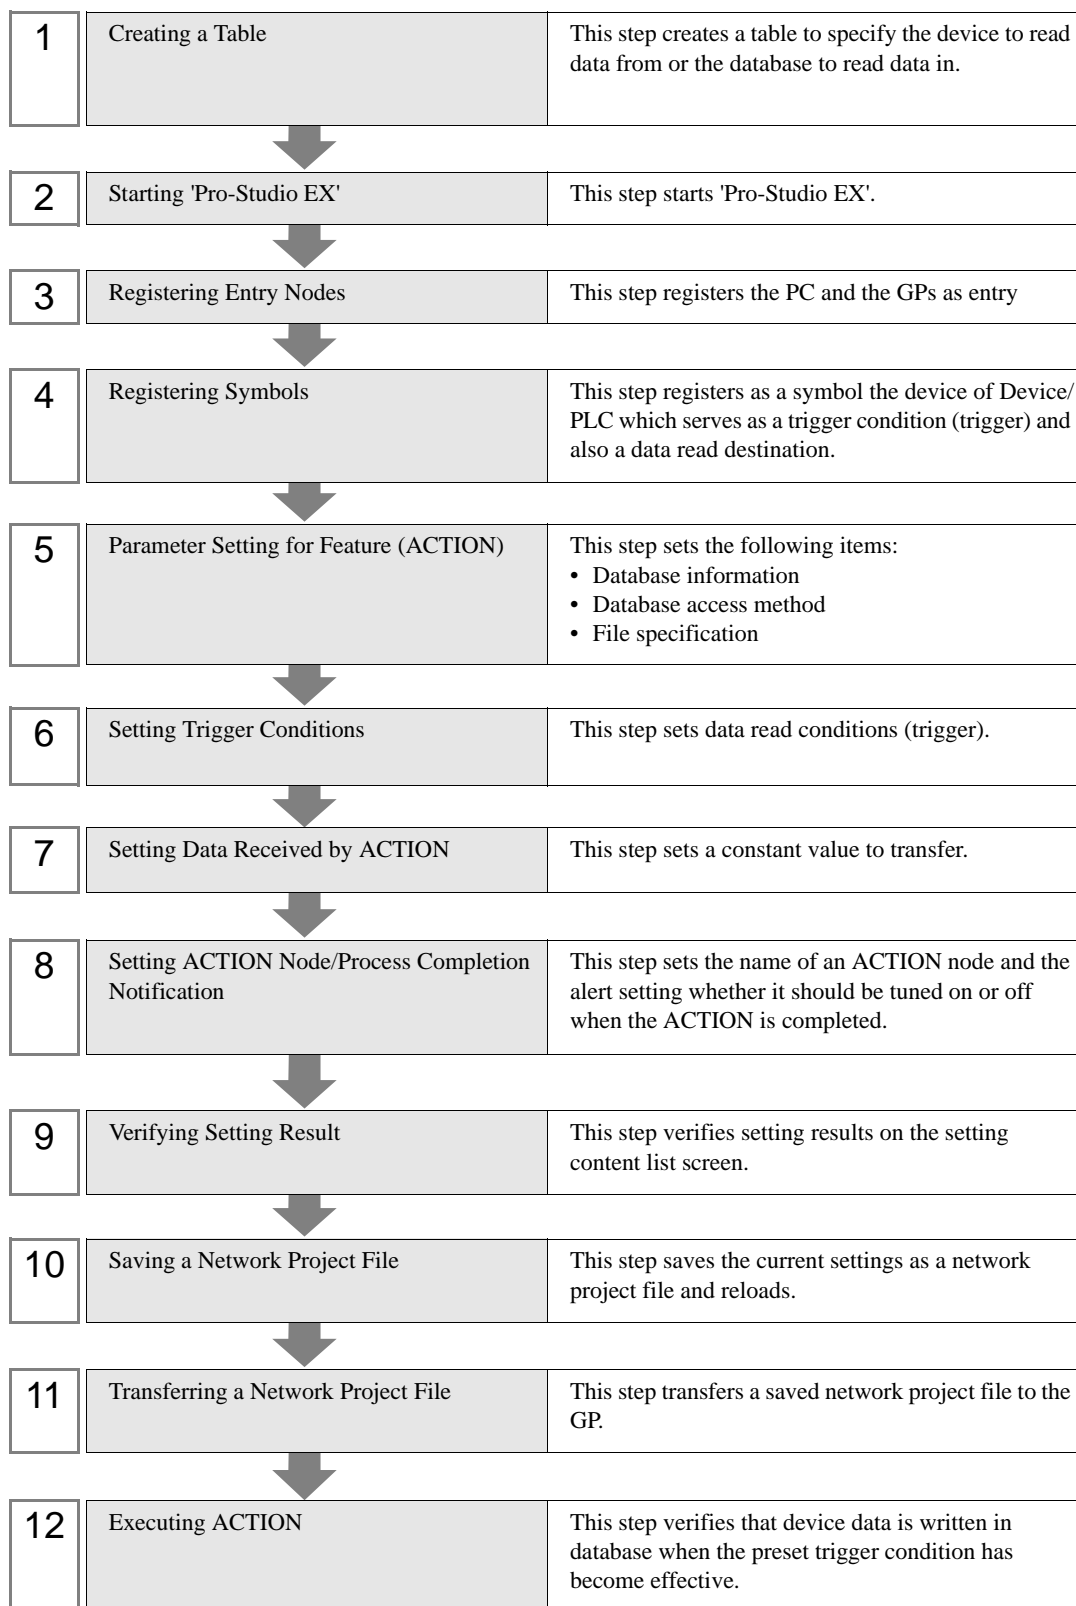 1
Creating a Table
This step creates a table to specify the device to read
data from or the database to read data in.
2
Starting 'Pro-Studio EX'
This step starts 'Pro-Studio EX'.
3
Registering Entry Nodes
This step registers the PC and the GPs as entry
4
Registering Symbols
This step registers as a symbol the device of Device/
PLC which serves as a trigger condition (trigger) and
also a data read destination.
5
Parameter Setting for Feature (ACTION)
This step sets the following items:
• Database information
• Database access method
• File specification
6
Setting Trigger Conditions
This step sets data read conditions (trigger).
7
Setting Data Received by ACTION
This step sets a constant value to transfer.
8
Setting ACTION Node/Process Completion
Notification
This step sets the name of an ACTION node and the
alert setting whether it should be tuned on or off
when the ACTION is completed.
9
Verifying Setting Result
This step verifies setting results on the setting
content list screen.
10
Saving a Network Project File
This step saves the current settings as a network
project file and reloads.
11
Transferring a Network Project File
This step transfers a saved network project file to the
GP.
12
Executing ACTION
This step verifies that device data is written in
database when the preset trigger condition has
become effective.